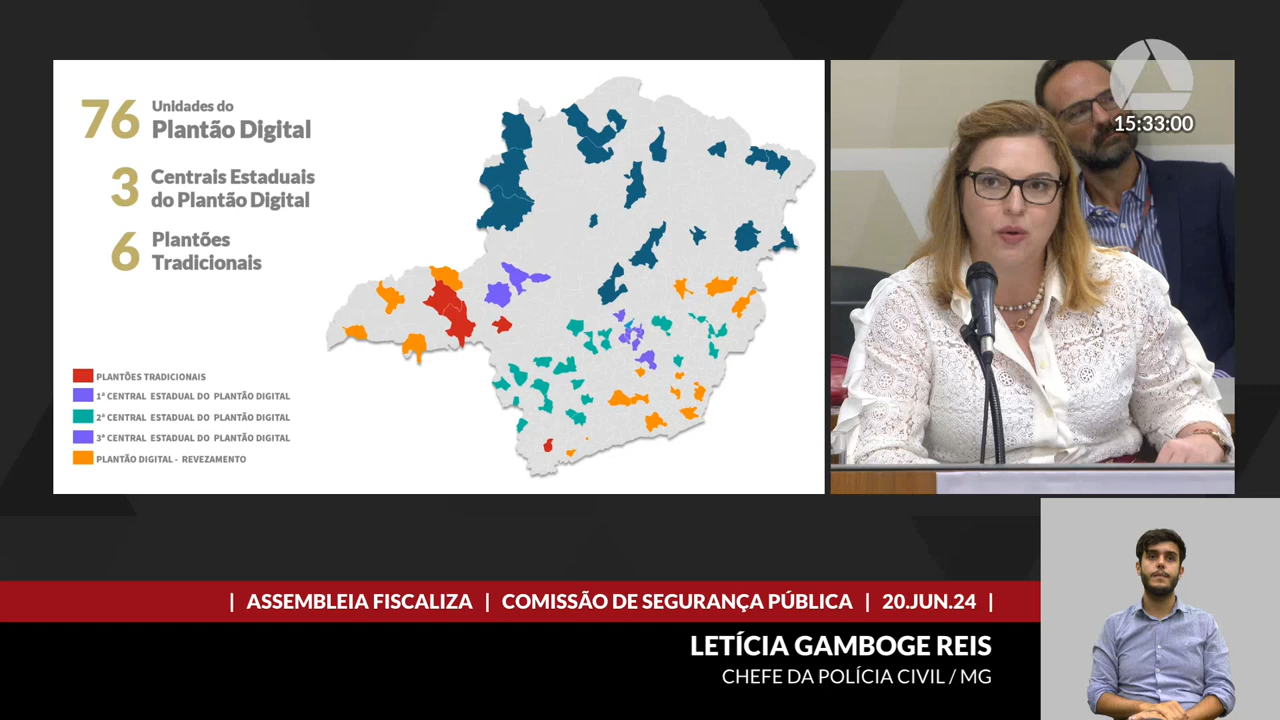 76 Unidades do
Plantão Digital
3 Centrais Estaduais
do Plantão Digital
6 Plantões
Tradicionais
PLANTÕES TRADICIONAIS
1ª CENTRAL ESTADUAL DO PLANTÃO DIGITAL
2ª CENTRAL ESTADUAL DO PLANTÃO DIGITAL
3ª CENTRAL ESTADUAL DO PLANTÃO DIGITAL
PLANTÃO DIGITAL - REVEZAMENTO
15:33:00
| ASSEMBLEIA FISCALIZA | COMISSÃO DE SEGURANÇA PÚBLICA | 20.JUN.24 |
LETÍCIA GAMBOGE REIS
CHEFE DA POLÍCIA CIVIL / MG